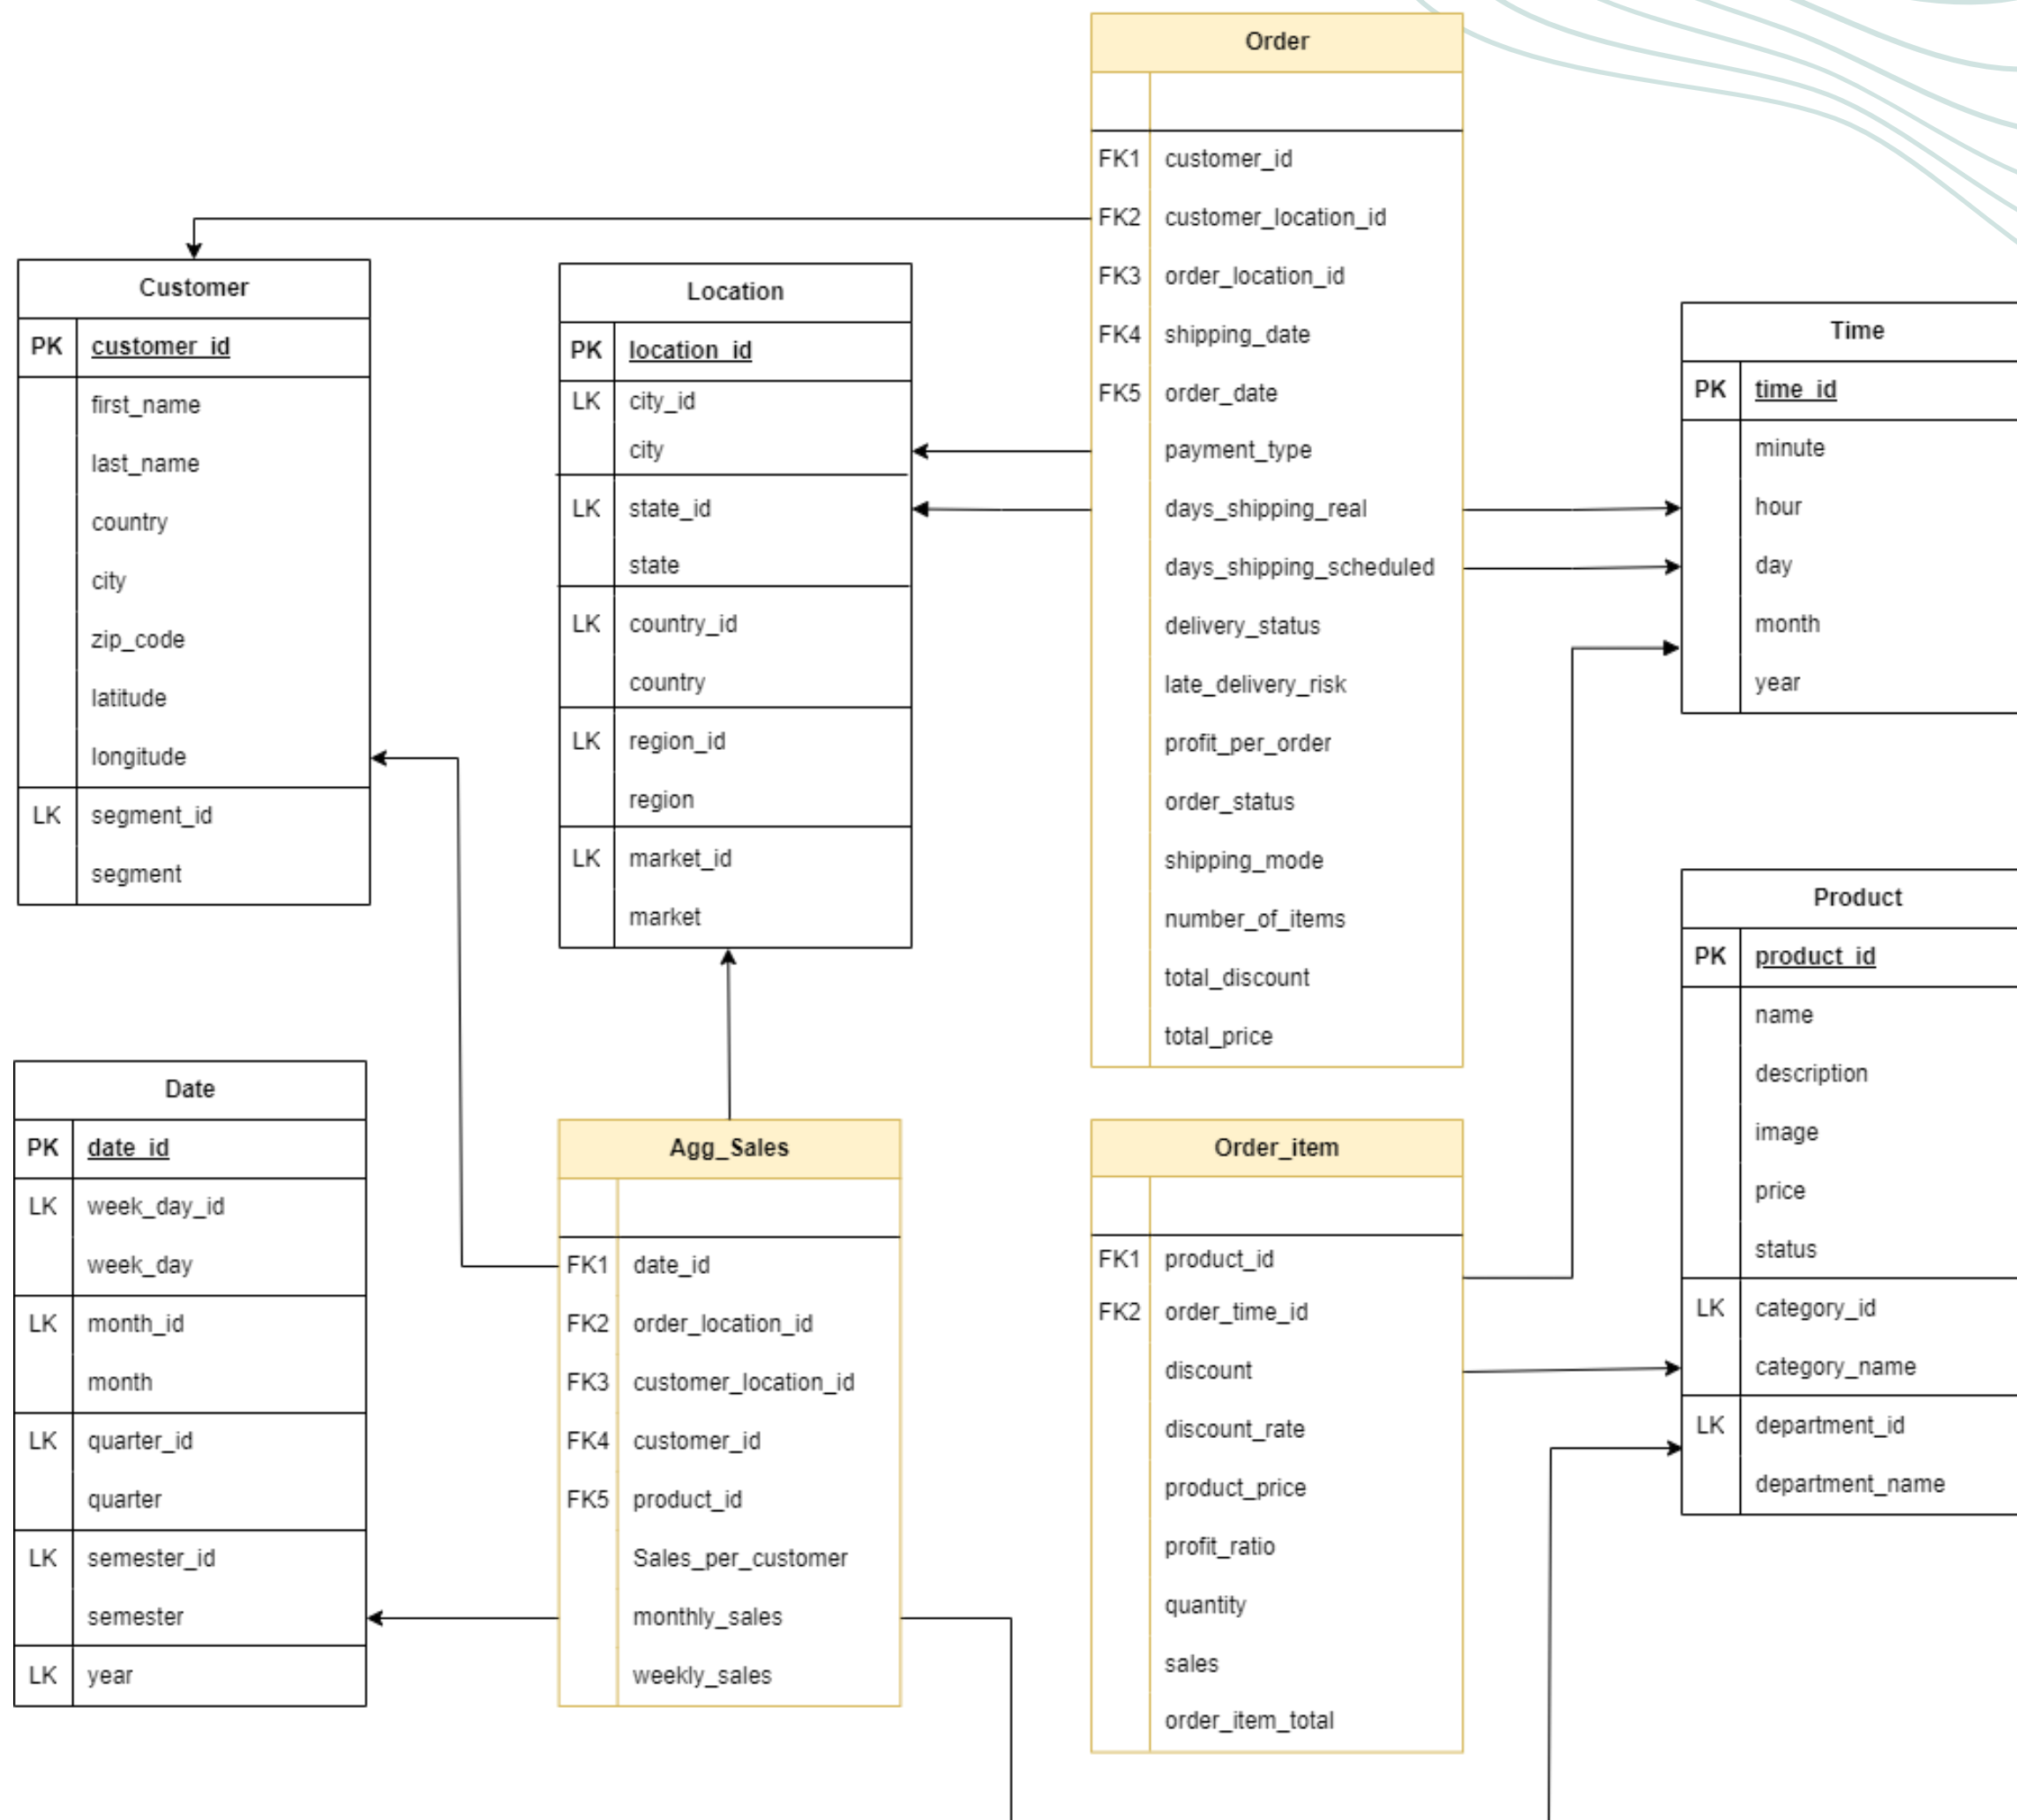 Order
FK1 customer_id
FK2 customer_location_id
FK3 order_location_id
FK4 shipping_date
FK5 order_date
payment_type
days_shipping_real
days_shipping_scheduled
delivery_status
late_delivery_risk
profit_per_order
order_status
shipping_mode
number_of_items
total_discount
total_price
Customer
PK customer_id
first_name
last_name
country
city
zip_code
latitude
longitude
LK segment_id
segment
Location
PK location_id
LK city_id
city
LK state_id
state
LK country_id
country
LK region_id
region
LK market_id
market
Time
PK time_id
minute
hour
day
month
year
Product
PK product_id
name
description
image
price
status
LK category_id
category_name
LK department_id
department_name
Date
PK date_id
LK week_day_id
week_day
LK month_id
month
LK quarter_id
quarter
LK semester_id
semester
LK year
Agg_Sales
FK1 date_id
FK2 order_location_id
FK3 customer_location_id
FK4 customer_id
FK5 product_id
Sales_per_customer
monthly_sales
weekly_sales
Order_item
FK1 product_id
FK2 order_time_id
discount
discount_rate
product_price
profit_ratio
quantity
sales
order_item_total